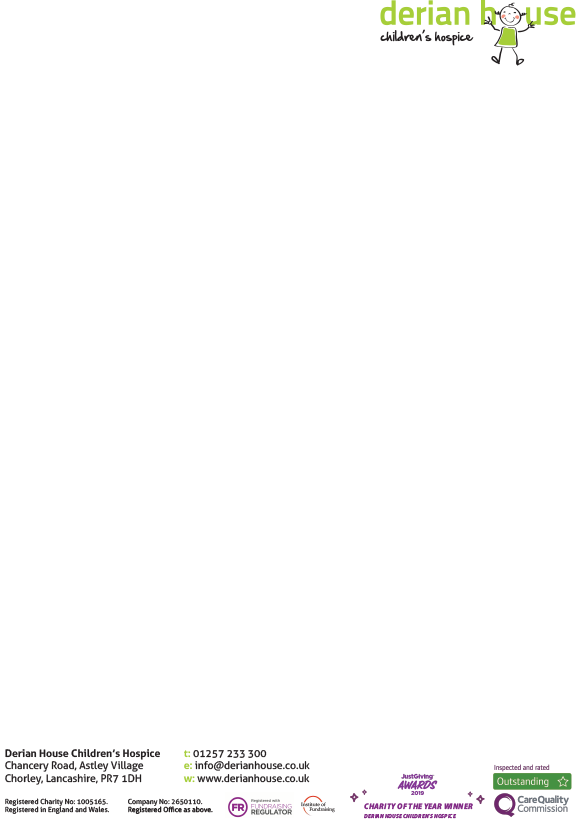 derian house
children's hospice
Derian House Children's Hospice
Chancery Road, Astley Village
Chorley, Lancashire, PR7 1DH
t: 01257 233 300
e: info@derianhouse.co.uk
w: www.derianhouse.co.uk
Registered Charity No: 1005165.
Registered in England and Wales.
Company No: 2650110.
Registered Office as above.
FR
Registered with
FUNDRAISING
REGULATOR
Institute of
Fundraising
JustGiving
AWARDS
2019
CHARITY OF THE YEAR WINNER
DERIAN HOUSE CHILDREN'S HOSPICE
Inspected and rated
Outstanding
CareQuality
Commission